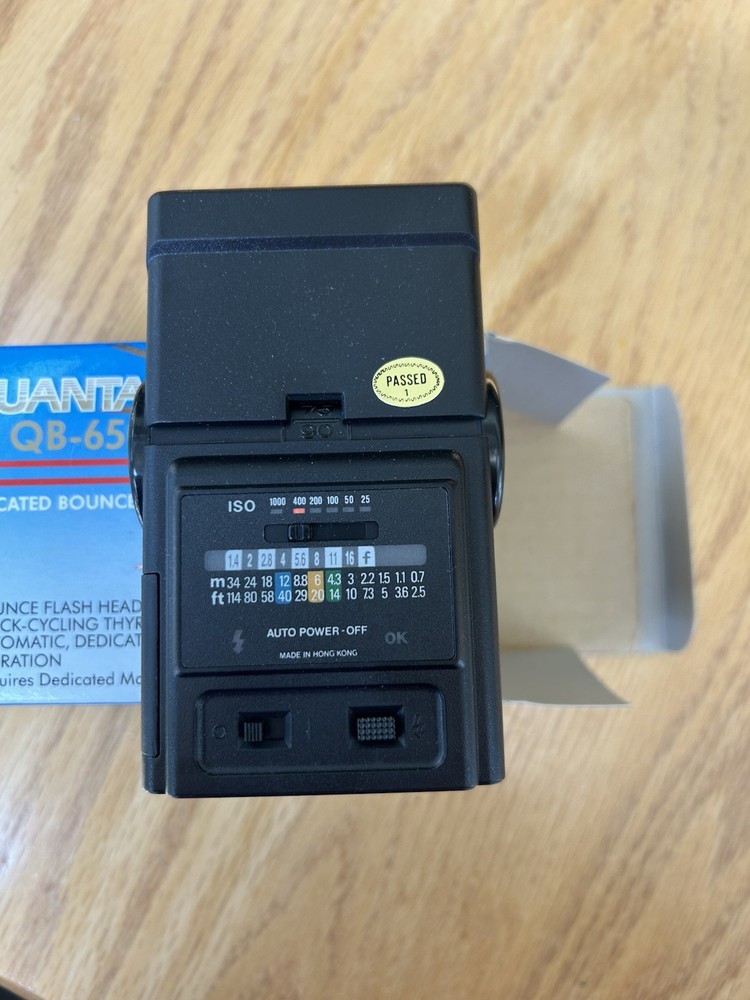 UANTA
QB-65
CATED BOUNCE
UNCE FLASH HEAD
CK-CYCLING THYR
TOMATIC, DEDICAT
RATION
uires Dedicated Mo
PASSED
1
90
ISO 1000 400 200 100 50 25
1.4 2 2.8 4 5.6 8 11 16 f
m 34 24 18 12 8.8 6 4.3 3 2.2 1.5 1.1 0.7
ft 114 80 58 40 29 20 14 10 7.3 5 3.6 2.5
AUTO POWER-OFF OK
MADE IN HONG KONG